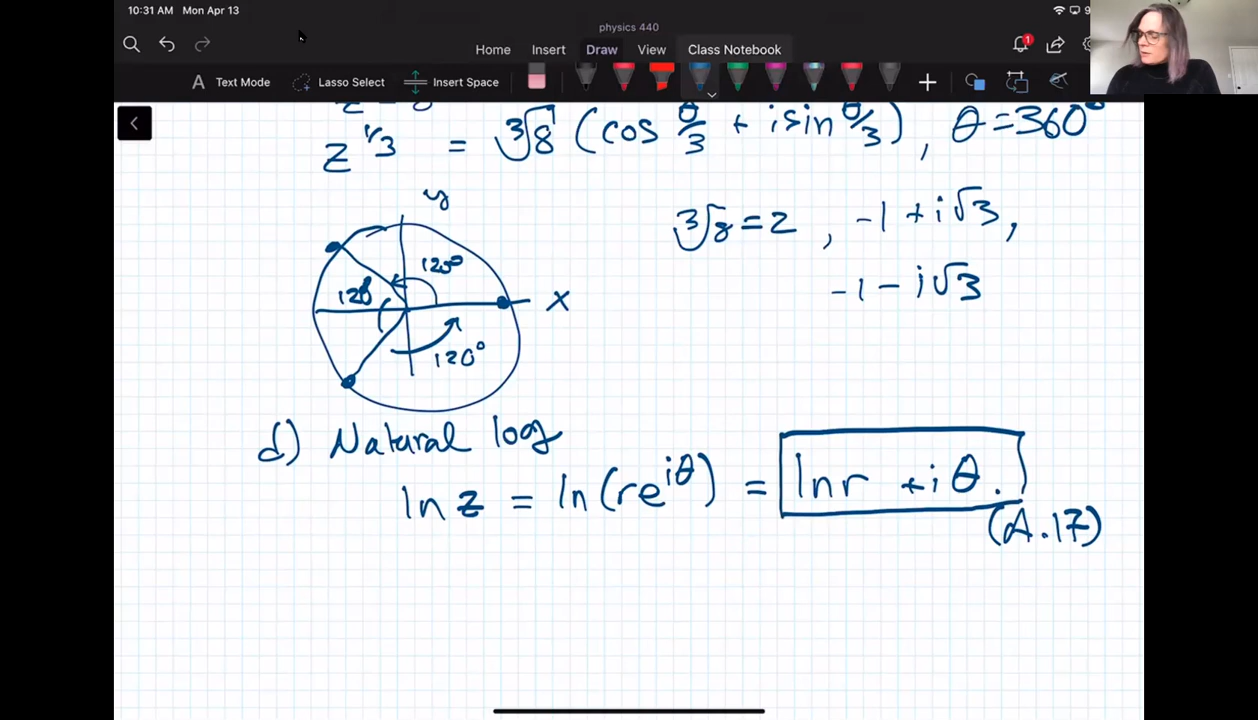 10:31 AM Mon Apr 13
physics 440
Home Insert Draw View Class Notebook
1
Text Mode Lasso Select Insert Space
z^{1/3} = ∛8 (cos θ/3 + i sin θ/3), θ = 360°
y
∛8 = 2, -1 + i√3,
-1 - i√3
120°
120
x
120°
d) Natural log
ln z = ln(re^{iθ}) = ln r + iθ.
(A.17)